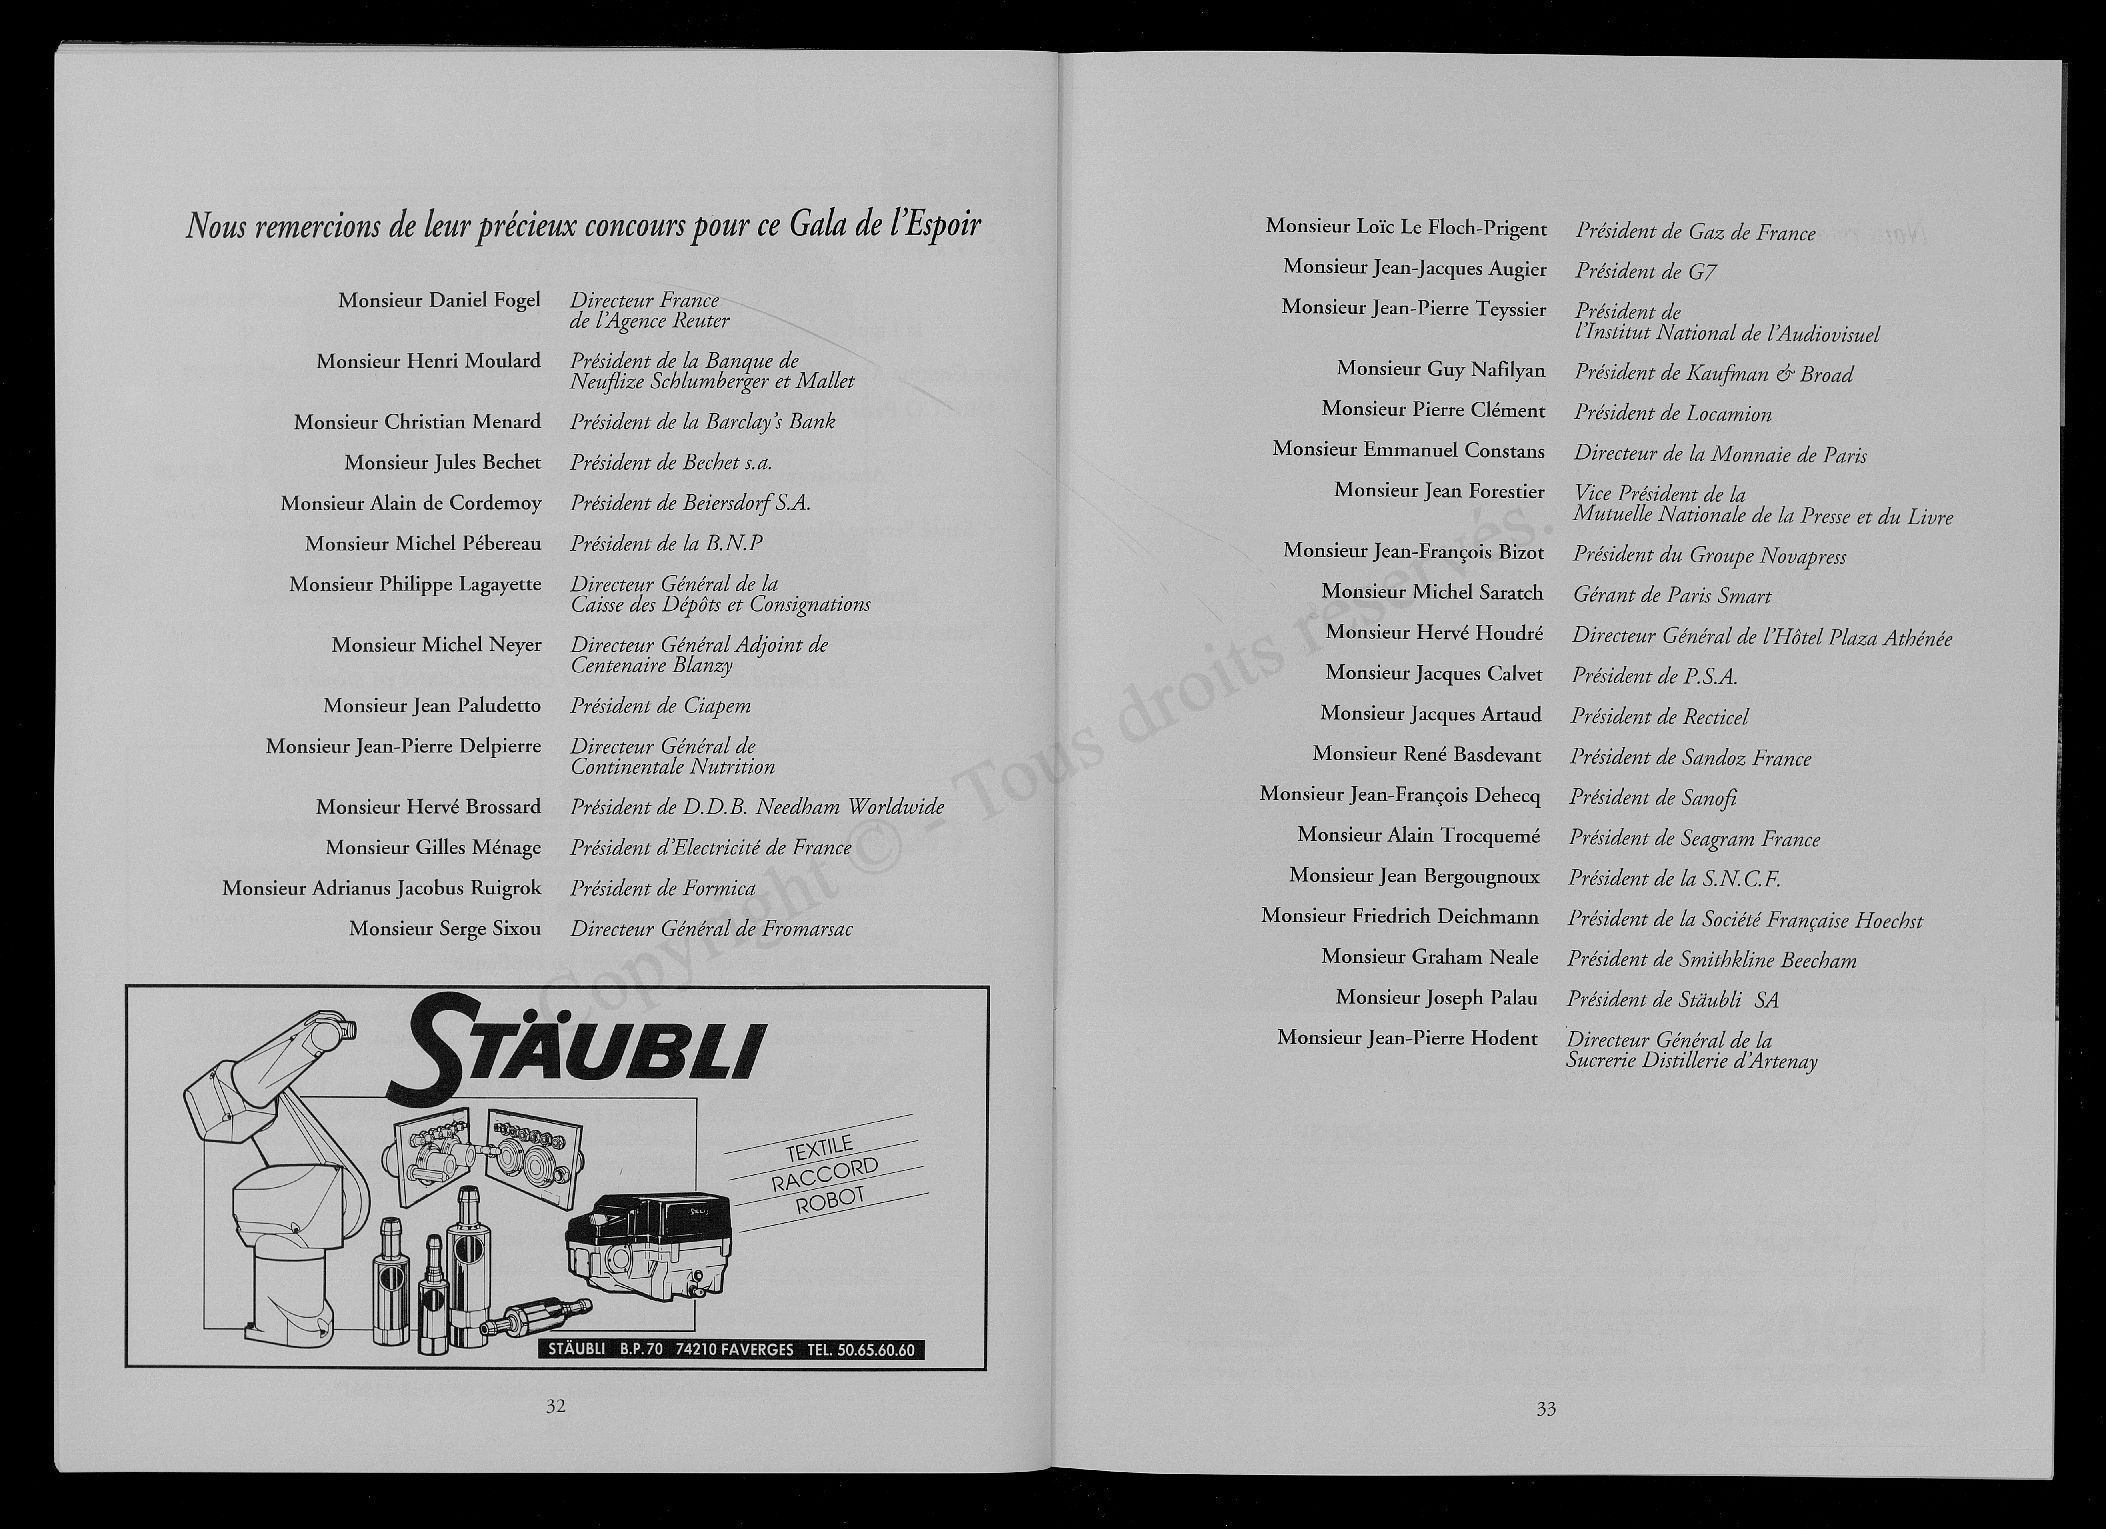 Nous remercions de leur précieux concours pour ce Gala de l'Espoir
Monsieur Daniel Fogel Directeur France
de l'Agence Reuter
Monsieur Henri Moulard Président de la Banque de
Neuflize Schlumberger et Mallet
Monsieur Christian Menard Président de la Barclay's Bank
Monsieur Jules Bechet Président de Bechet s.a.
Monsieur Alain de Cordemoy Président de Beiersdorf S.A.
Monsieur Michel Pébereau Président de la B.N.P
Monsieur Philippe Lagayette Directeur Général de la
Caisse des Dépôts et Consignations
Monsieur Michel Neyer Directeur Général Adjoint de
Centenaire Blanzy
Monsieur Jean Paludetto Président de Ciapem
Monsieur Jean-Pierre Delpierre Directeur Général de
Continentale Nutrition
Monsieur Hervé Brossard Président de D.D.B. Needham Worldwide
Monsieur Gilles Ménage Président d'Electricité de France
Monsieur Adrianus Jacobus Ruigrok Président de Formica
Monsieur Serge Sixou Directeur Général de Fromarsac
STÄUBLI
TEXTILE
RACCORD
ROBOT
STÄUBLI B.P.70 74210 FAVERGES TEL. 50.65.60.60
32
Monsieur Loïc Le Floch-Prigent Président de Gaz de France
Monsieur Jean-Jacques Augier Président de G7
Monsieur Jean-Pierre Teyssier Président de
l'Institut National de l'Audiovisuel
Monsieur Guy Nafilyan Président de Kaufman & Broad
Monsieur Pierre Clément Président de Locamion
Monsieur Emmanuel Constans Directeur de la Monnaie de Paris
Monsieur Jean Forestier Vice Président de la
Mutuelle Nationale de la Presse et du Livre
Monsieur Jean-François Bizot Président du Groupe Novapress
Monsieur Michel Saratch Gérant de Paris Smart
Monsieur Hervé Houdré Directeur Général de l'Hôtel Plaza Athénée
Monsieur Jacques Calvet Président de P.S.A.
Monsieur Jacques Artaud Président de Recticel
Monsieur René Basdevant Président de Sandoz France
Monsieur Jean-François Dehecq Président de Sanofi
Monsieur Alain Trocquemé Président de Seagram France
Monsieur Jean Bergougnoux Président de la S.N.C.F.
Monsieur Friedrich Deichmann Président de la Société Française Hoechst
Monsieur Graham Neale Président de Smithkline Beecham
Monsieur Joseph Palau Président de Stäubli SA
Monsieur Jean-Pierre Hodent Directeur Général de la
Sucrerie Distillerie d'Artenay
33
Copyright © - Tous droits réservés.